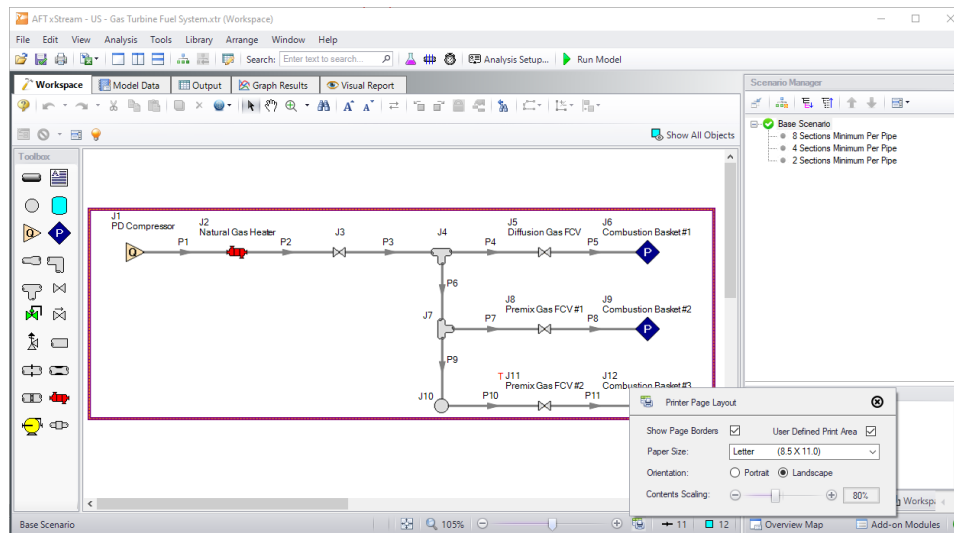 AFT xStream - US - Gas Turbine Fuel System.xtr (Workspace)
File Edit View Analysis Tools Library Arrange Window Help
Search: Enter text to search... Analysis Setup... Run Model
Workspace Model Data Output Graph Results Visual Report
Scenario Manager
A A
Show All Objects
Base Scenario
8 Sections Minimum Per Pipe
4 Sections Minimum Per Pipe
2 Sections Minimum Per Pipe
Toolbox
J1
PD Compressor
J2
Natural Gas Heater
J3
J4
J5
Diffusion Gas FCV
J6
Combustion Basket #1
P1 P2 P3 P4 P5
Q P
P6
J7
J8
Premix Gas FCV #1
J9
Combustion Basket #2
P7 P8
P
P9
J10
T J11
Premix Gas FCV #2
J12
Combustion Basket #3
P10 P11
Printer Page Layout
Show Page Borders User Defined Print Area
Paper Size: Letter (8.5 X 11.0)
Orientation: Portrait Landscape
Contents Scaling: 80%
Base Scenario 105% 11 12 Overview Map Add-on Modules